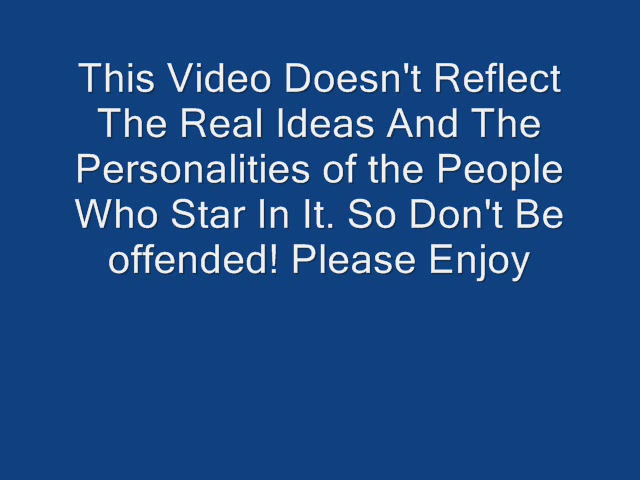 This Video Doesn't Reflect
The Real Ideas And The
Personalities of the People
Who Star In It. So Don't Be
offended! Please Enjoy